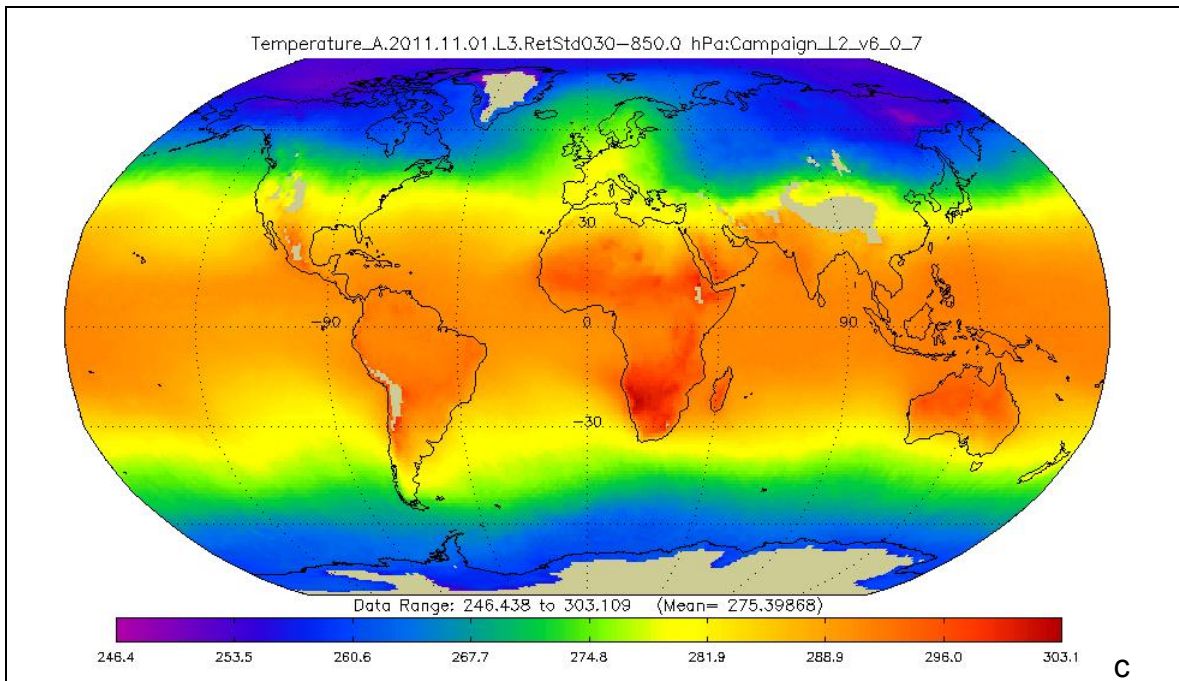 Temperature_A.2011.11.01.L3.RetStd030-850.0 hPa:Campaign_L2_v6_0_7
30
-90 0 90
-30
Data Range: 246.438 to 303.109 (Mean= 275.39868)
246.4 253.5 260.6 267.7 274.8 281.9 288.9 296.0 303.1
c